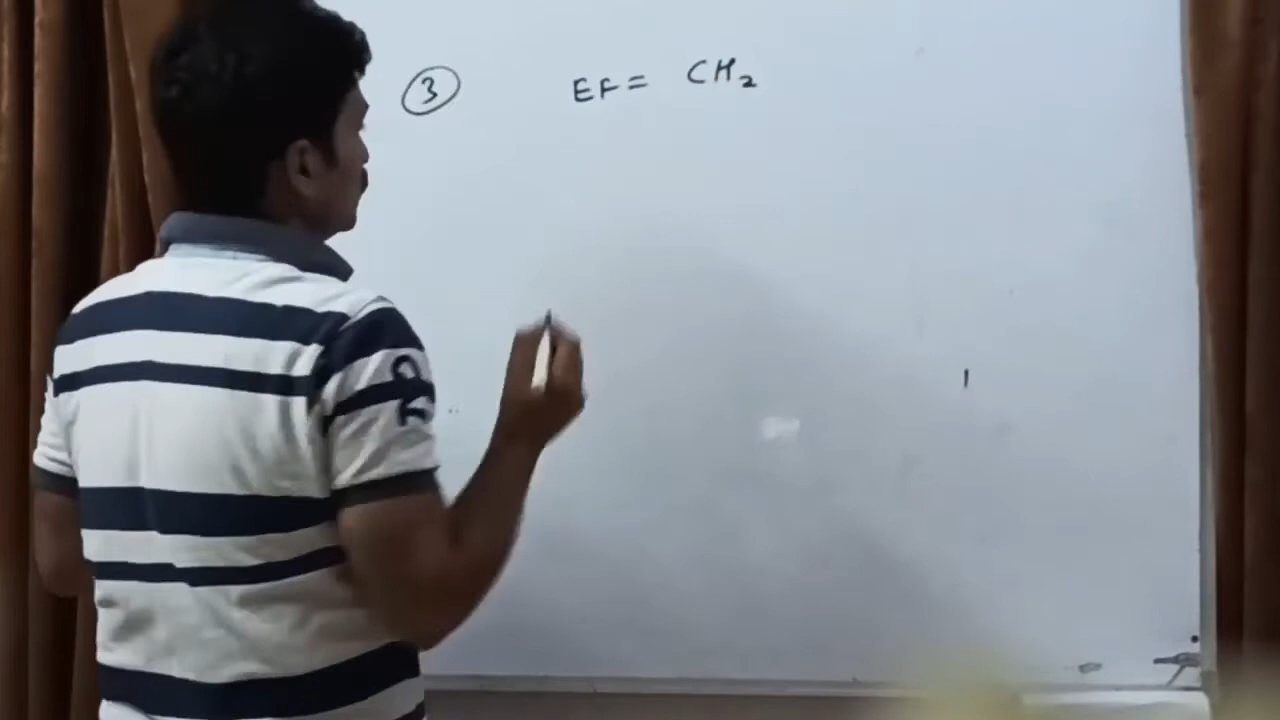 ③ EF = CH₂